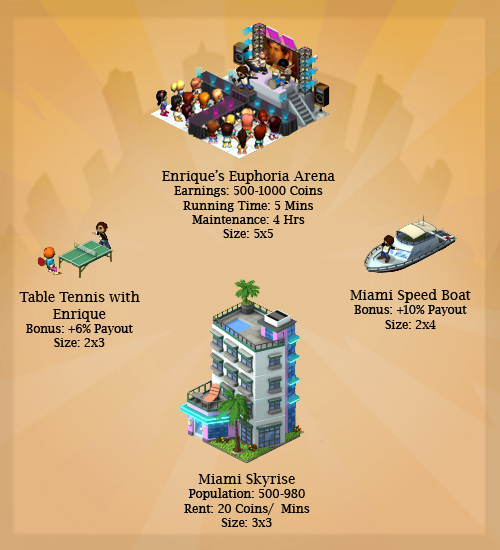 Enrique's Euphoria Arena
Earnings: 500-1000 Coins
Running Time: 5 Mins
Maintenance: 4 Hrs
Size: 5x5
Table Tennis with
Enrique
Bonus: +6% Payout
Size: 2x3
Miami Speed Boat
Bonus: +10% Payout
Size: 2x4
Miami Skyrise
Population: 500-980
Rent: 20 Coins/  Mins
Size: 3x3